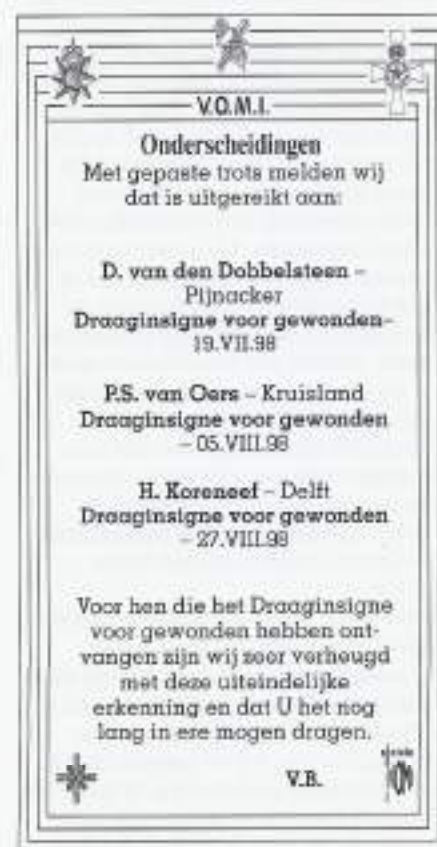 V.O.M.I.
Onderscheidingen
Met gepaste trots melden wij
dat is uitgereikt aan:
D. van den Dobbelsteen –
Pijnacker
Draaginsigne voor gewonden–
19.VII.98
P.S. van Oers – Kruisland
Draaginsigne voor gewonden
– 05.VIII.98
H. Koreneef – Delft
Draaginsigne voor gewonden
– 27.VIII.98
Voor hen die het Draaginsigne
voor gewonden hebben ont-
vangen zijn wij zeer verheugd
met deze uiteindelijke
erkenning en dat U het nog
lang in ere mogen dragen.
V.B.